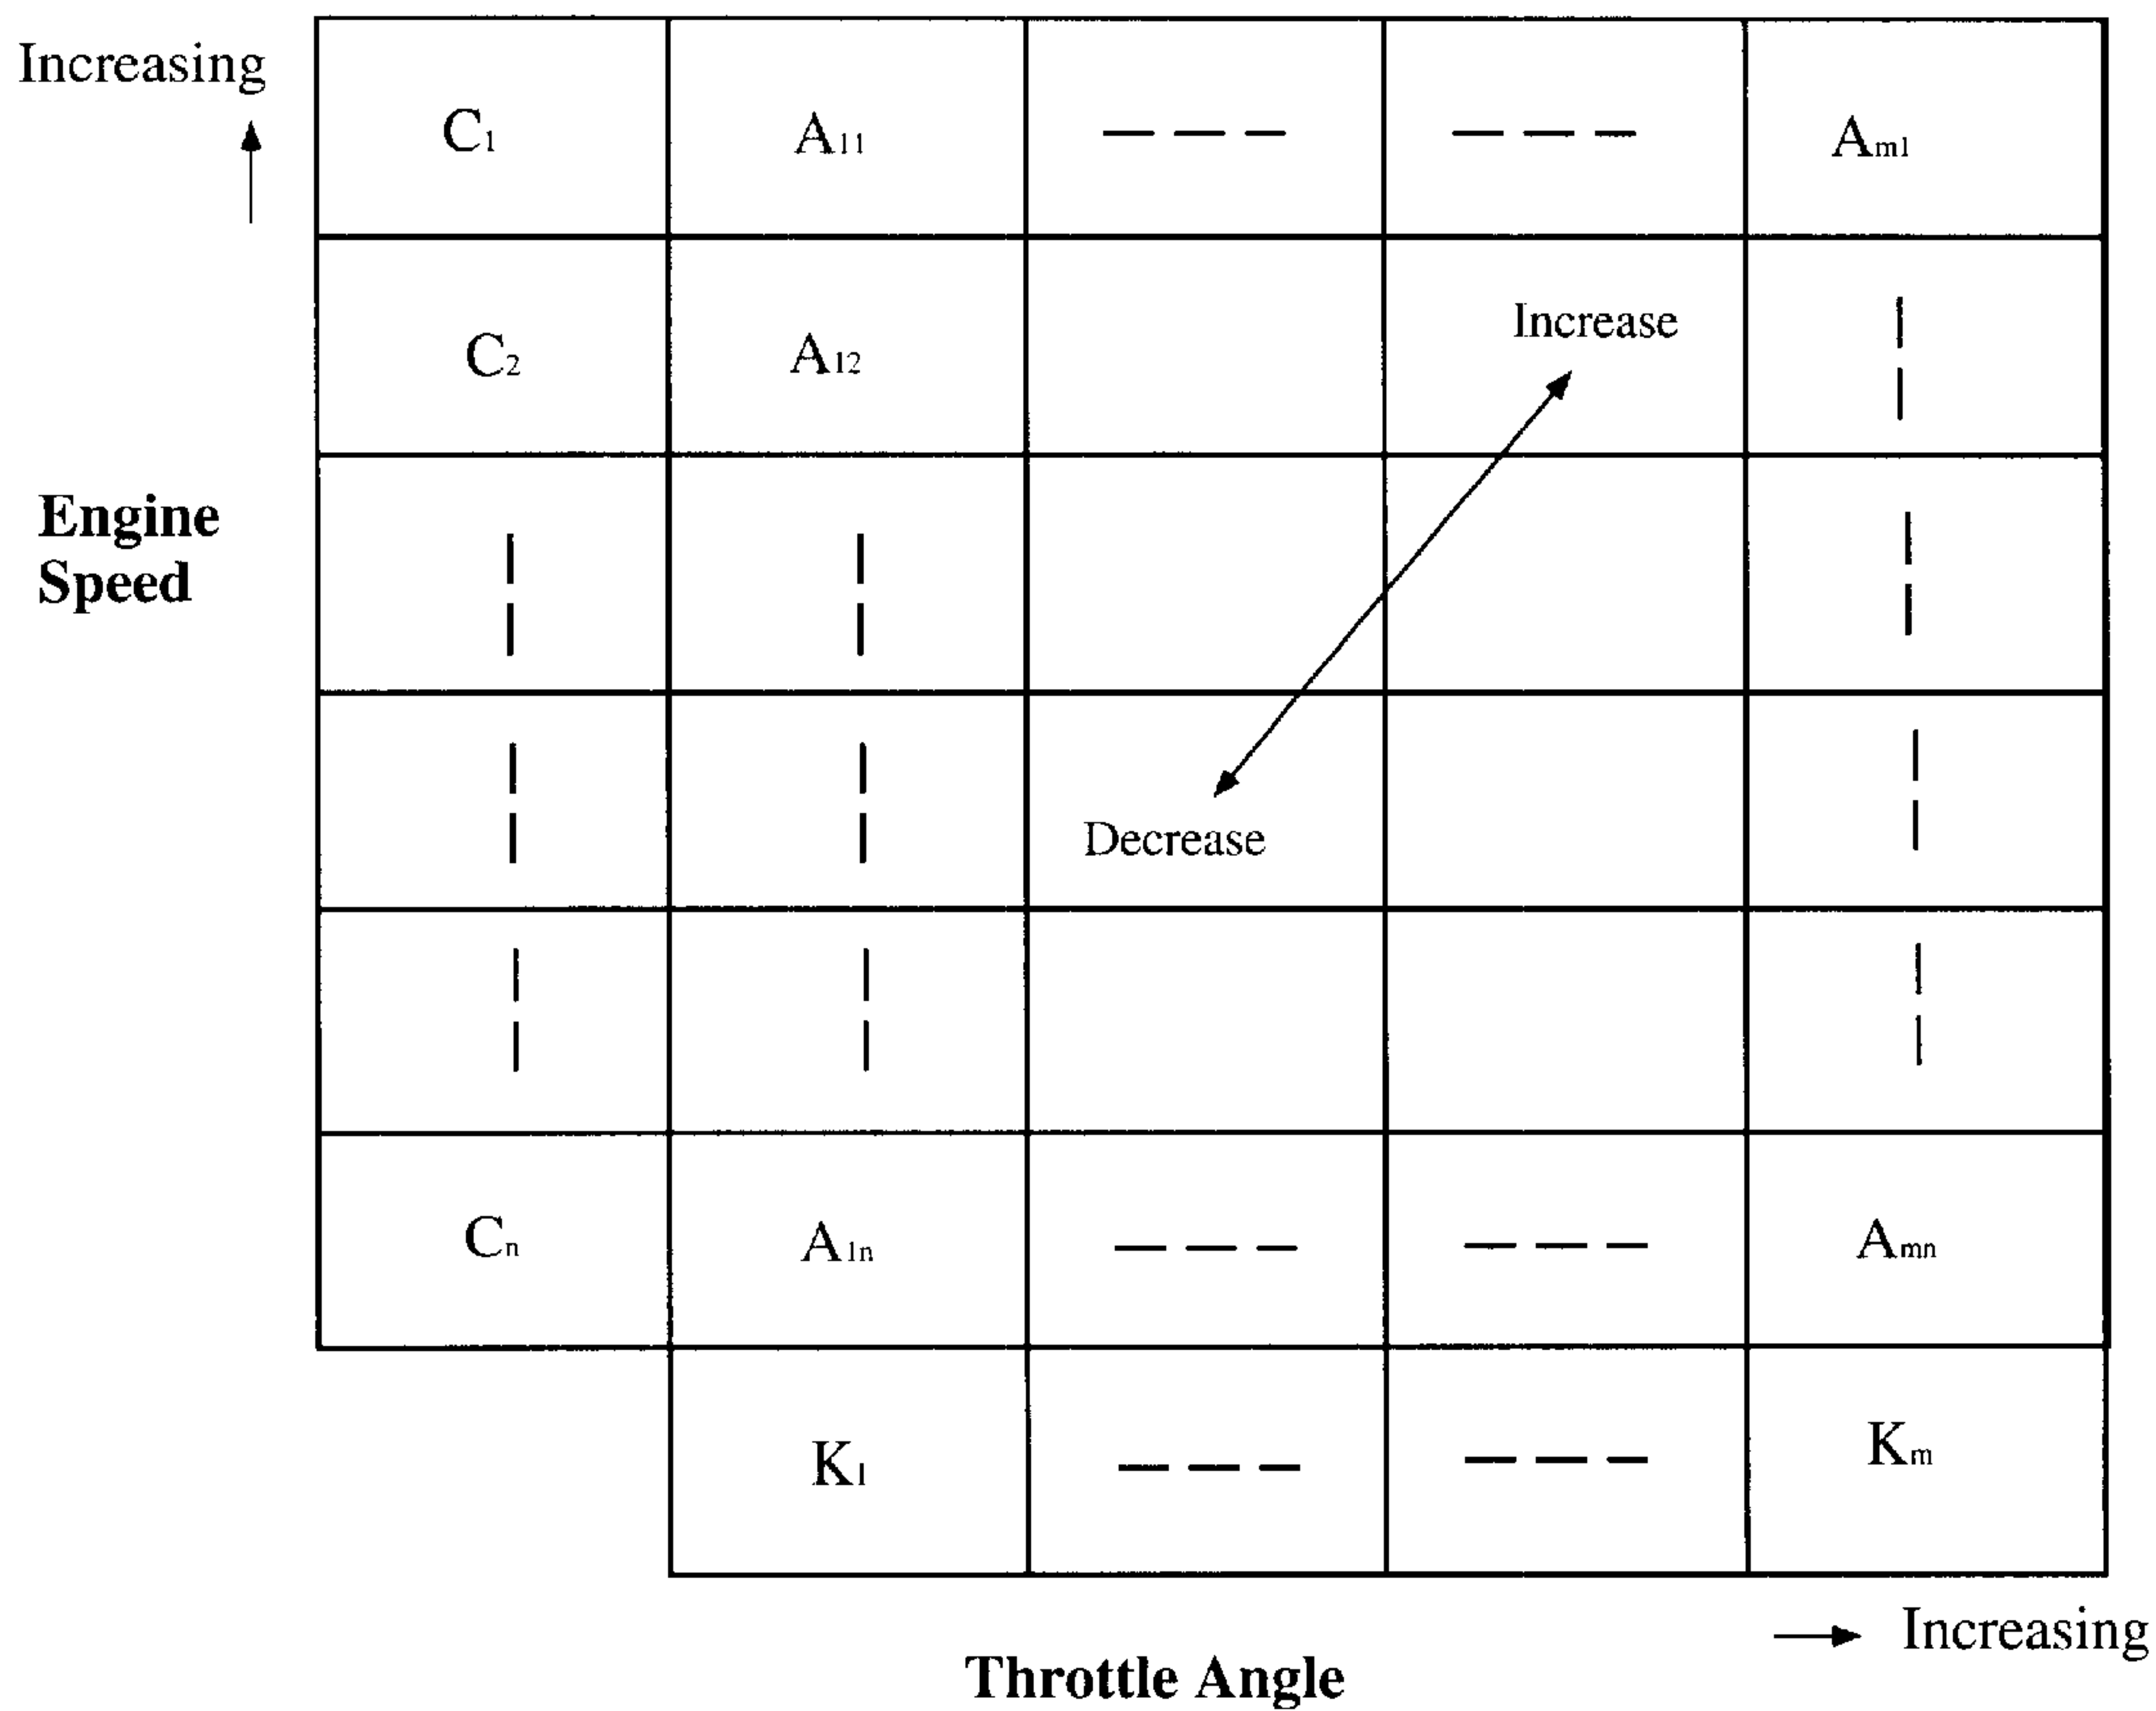 Increasing
C1 A11 — — — — — — Am1
C2 A12
Increase
Engine
Speed
Decrease
Cn A1n — — — — — — Amn
K1 — — — — — — Km
Increasing
Throttle Angle